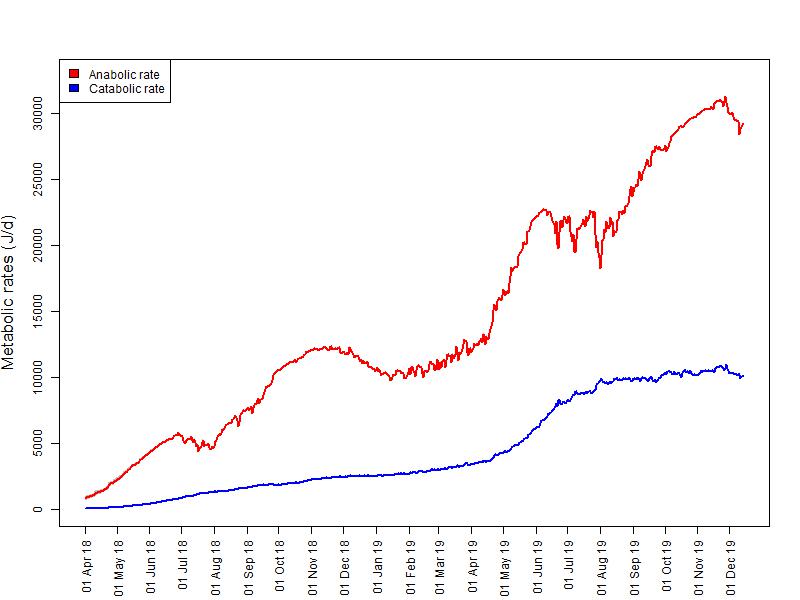 Anabolic rate
Catabolic rate
Metabolic rates (J/d)
30000
25000
20000
15000
10000
5000
0
01 Apr 18
01 May 18
01 Jun 18
01 Jul 18
01 Aug 18
01 Sep 18
01 Oct 18
01 Nov 18
01 Dec 18
01 Jan 19
01 Feb 19
01 Mar 19
01 Apr 19
01 May 19
01 Jun 19
01 Jul 19
01 Aug 19
01 Sep 19
01 Oct 19
01 Nov 19
01 Dec 19